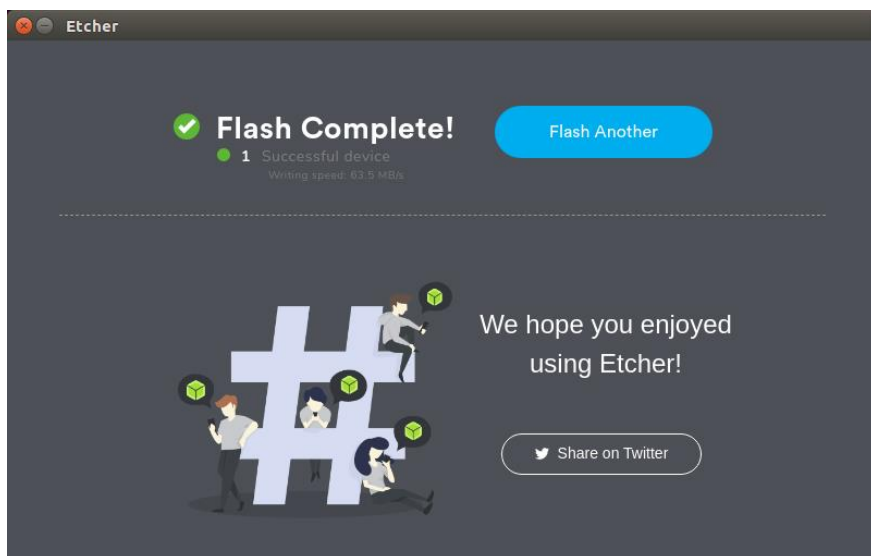 Etcher
Flash Complete!
1 Successful device
Writing speed: 63.5 MB/s
Flash Another
We hope you enjoyed
using Etcher!
Share on Twitter